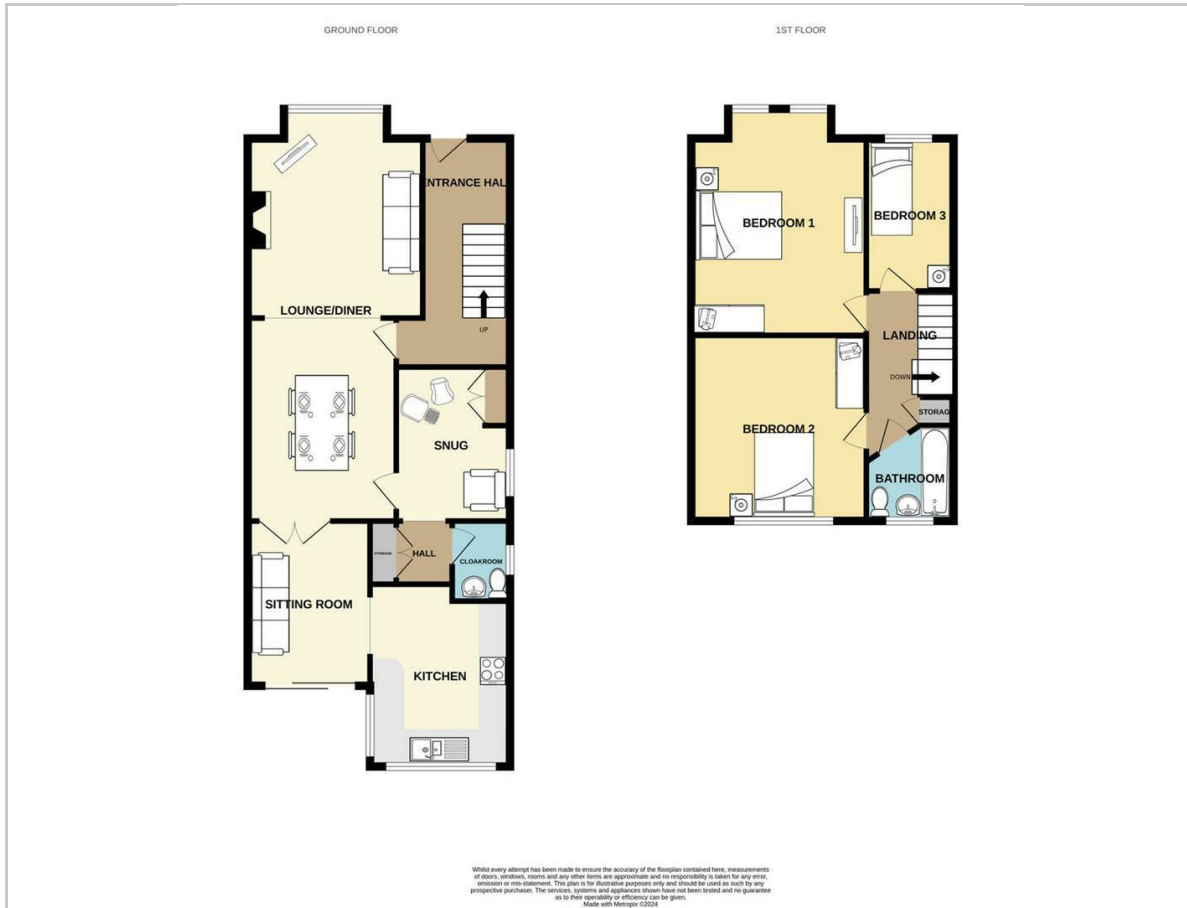 GROUND FLOOR
1ST FLOOR
ENTRANCE HAL
BEDROOM 3
BEDROOM 1
LOUNGE/DINER
UP
LANDING
DOWN
STORAG
SNUG
BEDROOM 2
BATHROOM
STORAGE
HALL
CLOAKROOM
SITTING ROOM
KITCHEN
Whilst every attempt has been made to ensure the accuracy of the floorplan contained here, measurements
of doors, windows, rooms and any other items are approximate and no responsibility is taken for any error,
omission or mis-statement. This plan is for illustrative purposes only and should be used as such by any
prospective purchaser. The services, systems and appliances shown have not been tested and no guarantee
as to their operability or efficiency can be given.
Made with Metropix ©2024